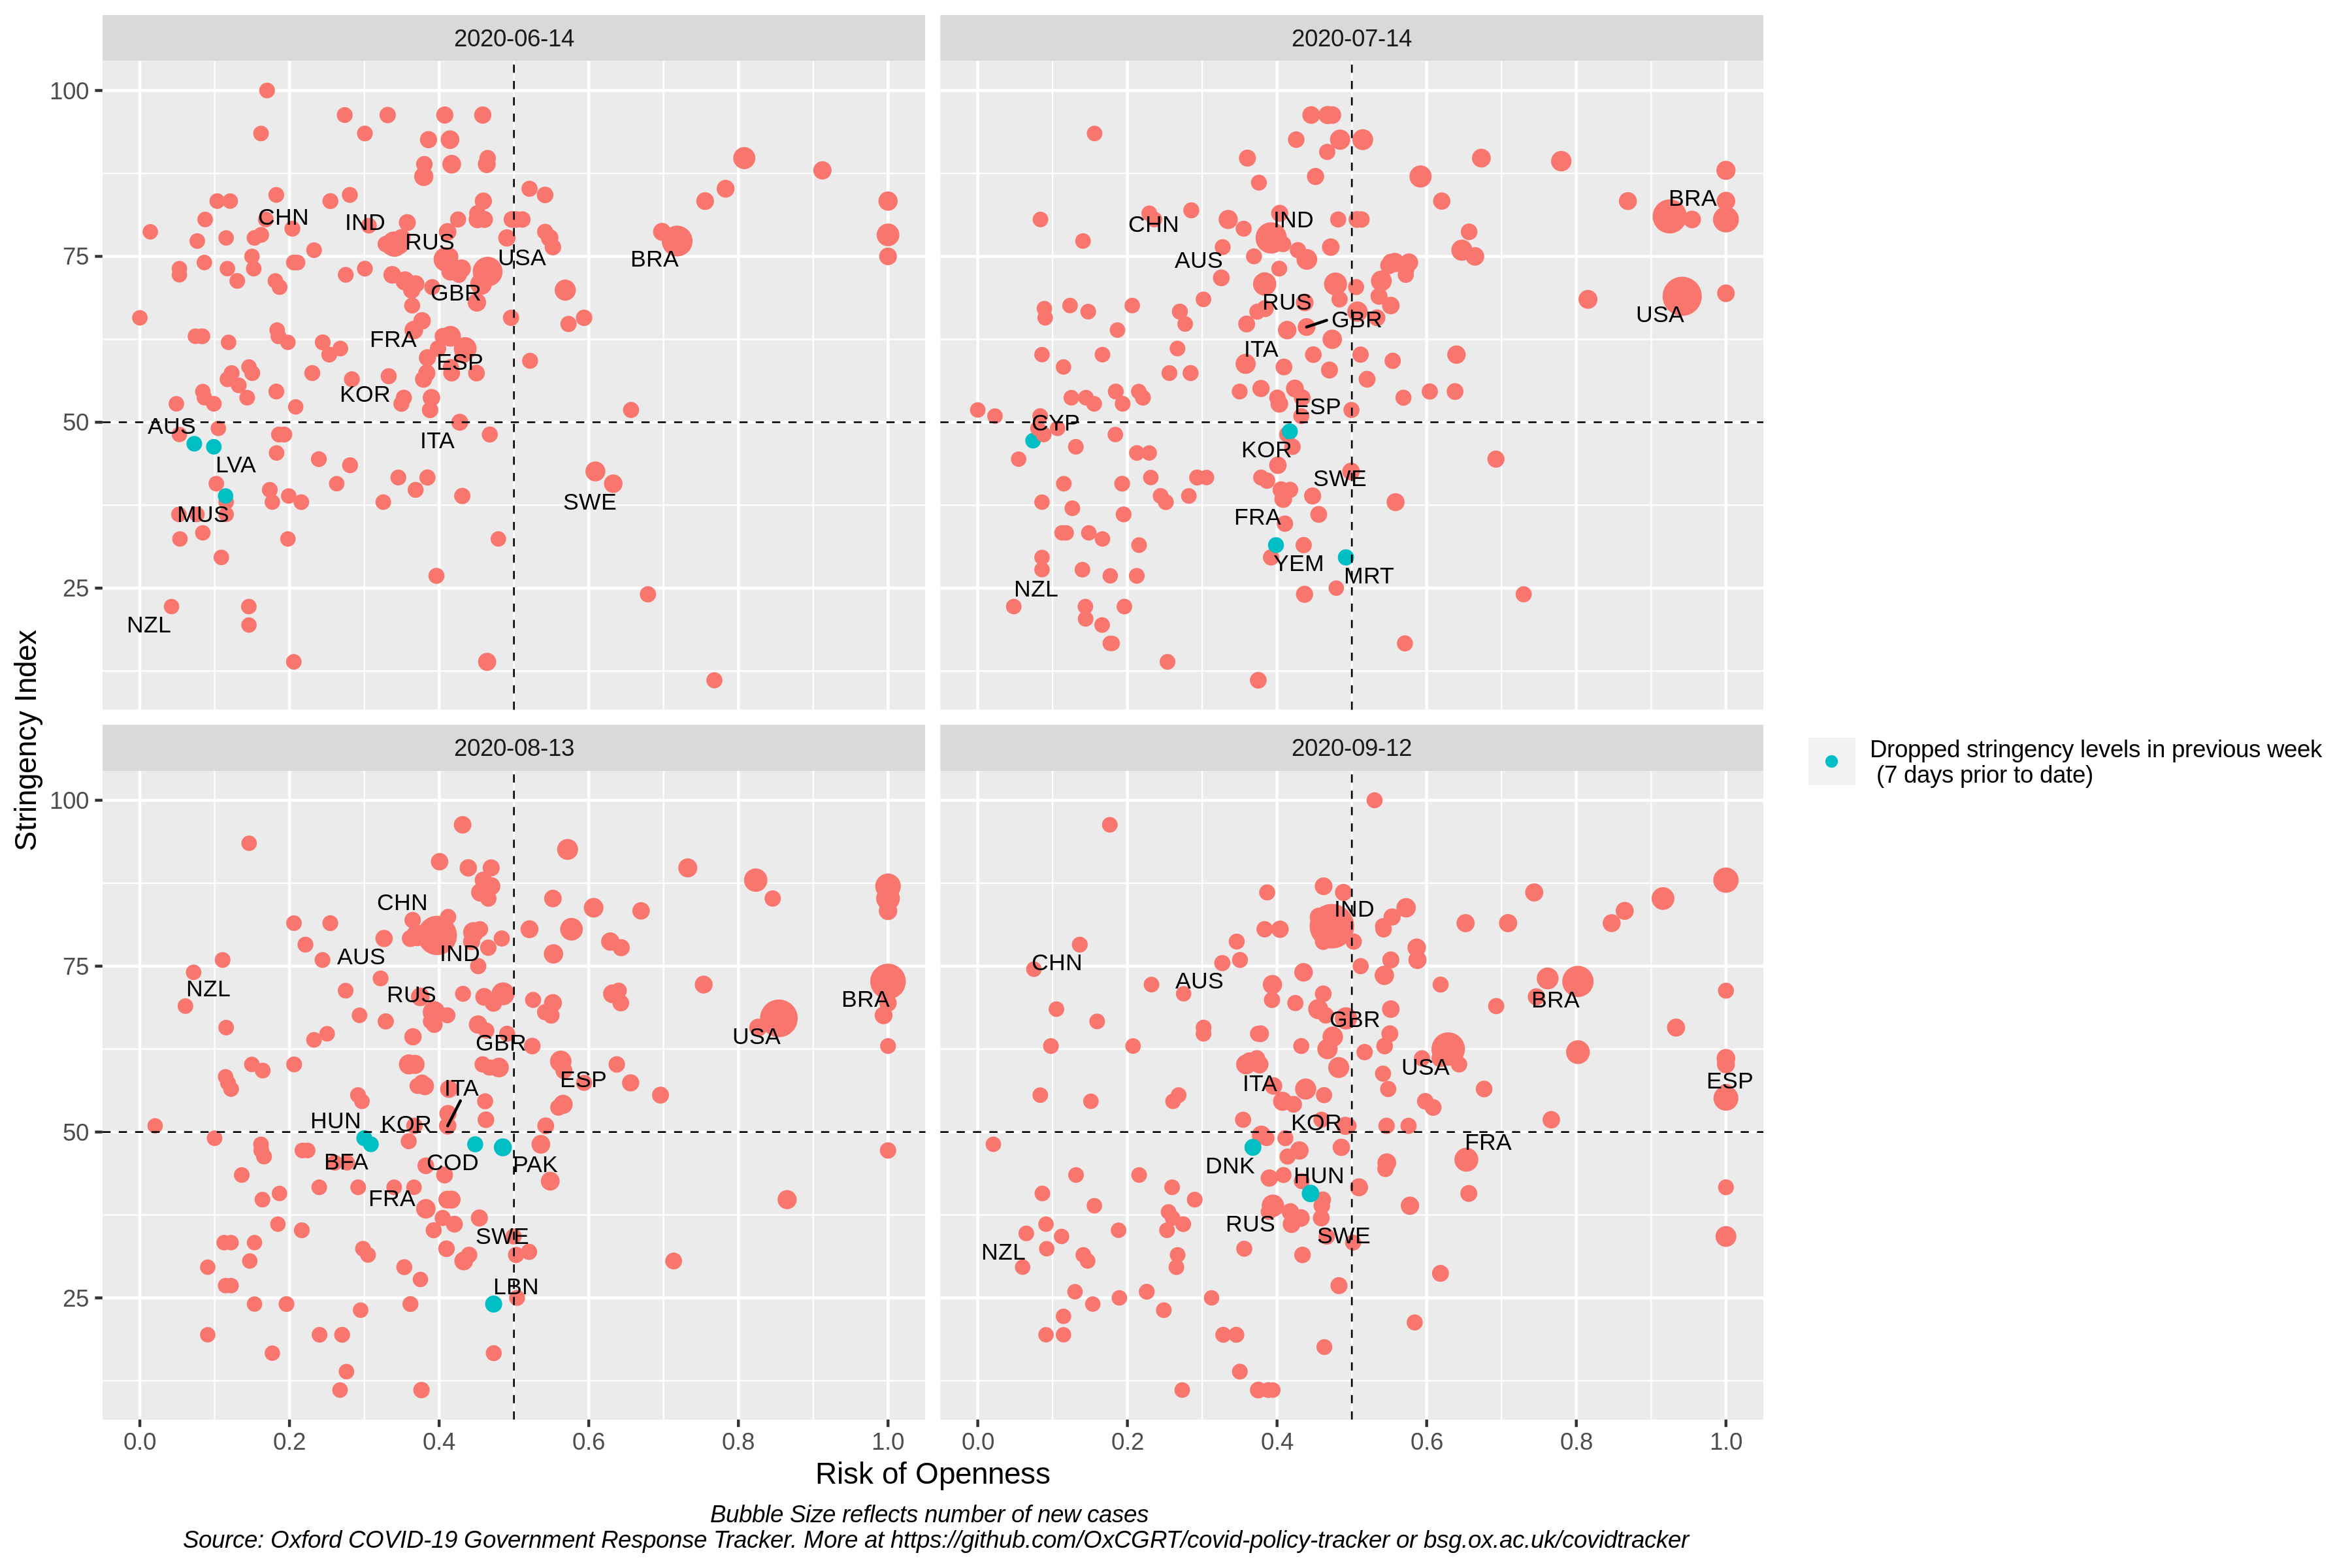 2020-06-14
2020-07-14
100
75
50
25
CHN
IND
RUS
USA
BRA
GBR
FRA
ESP
KOR
AUS
ITA
LVA
SWE
MUS
NZL
BRA
CHN
IND
AUS
RUS
GBR
USA
ITA
ESP
CYP
KOR
SWE
FRA
YEM
MRT
NZL
Stringency Index
2020-08-13
2020-09-12
100
75
50
25
CHN
AUS
IND
NZL
RUS
BRA
USA
GBR
ITA
ESP
HUN
KOR
BFA
COD
PAK
FRA
SWE
LBN
IND
CHN
AUS
BRA
GBR
USA
ITA
ESP
KOR
FRA
DNK
HUN
RUS
SWE
NZL
0.0 0.2 0.4 0.6 0.8 1.0
0.0 0.2 0.4 0.6 0.8 1.0
Risk of Openness
Dropped stringency levels in previous week
(7 days prior to date)
Bubble Size reflects number of new cases
Source: Oxford COVID-19 Government Response Tracker. More at https://github.com/OxCGRT/covid-policy-tracker or bsg.ox.ac.uk/covidtracker